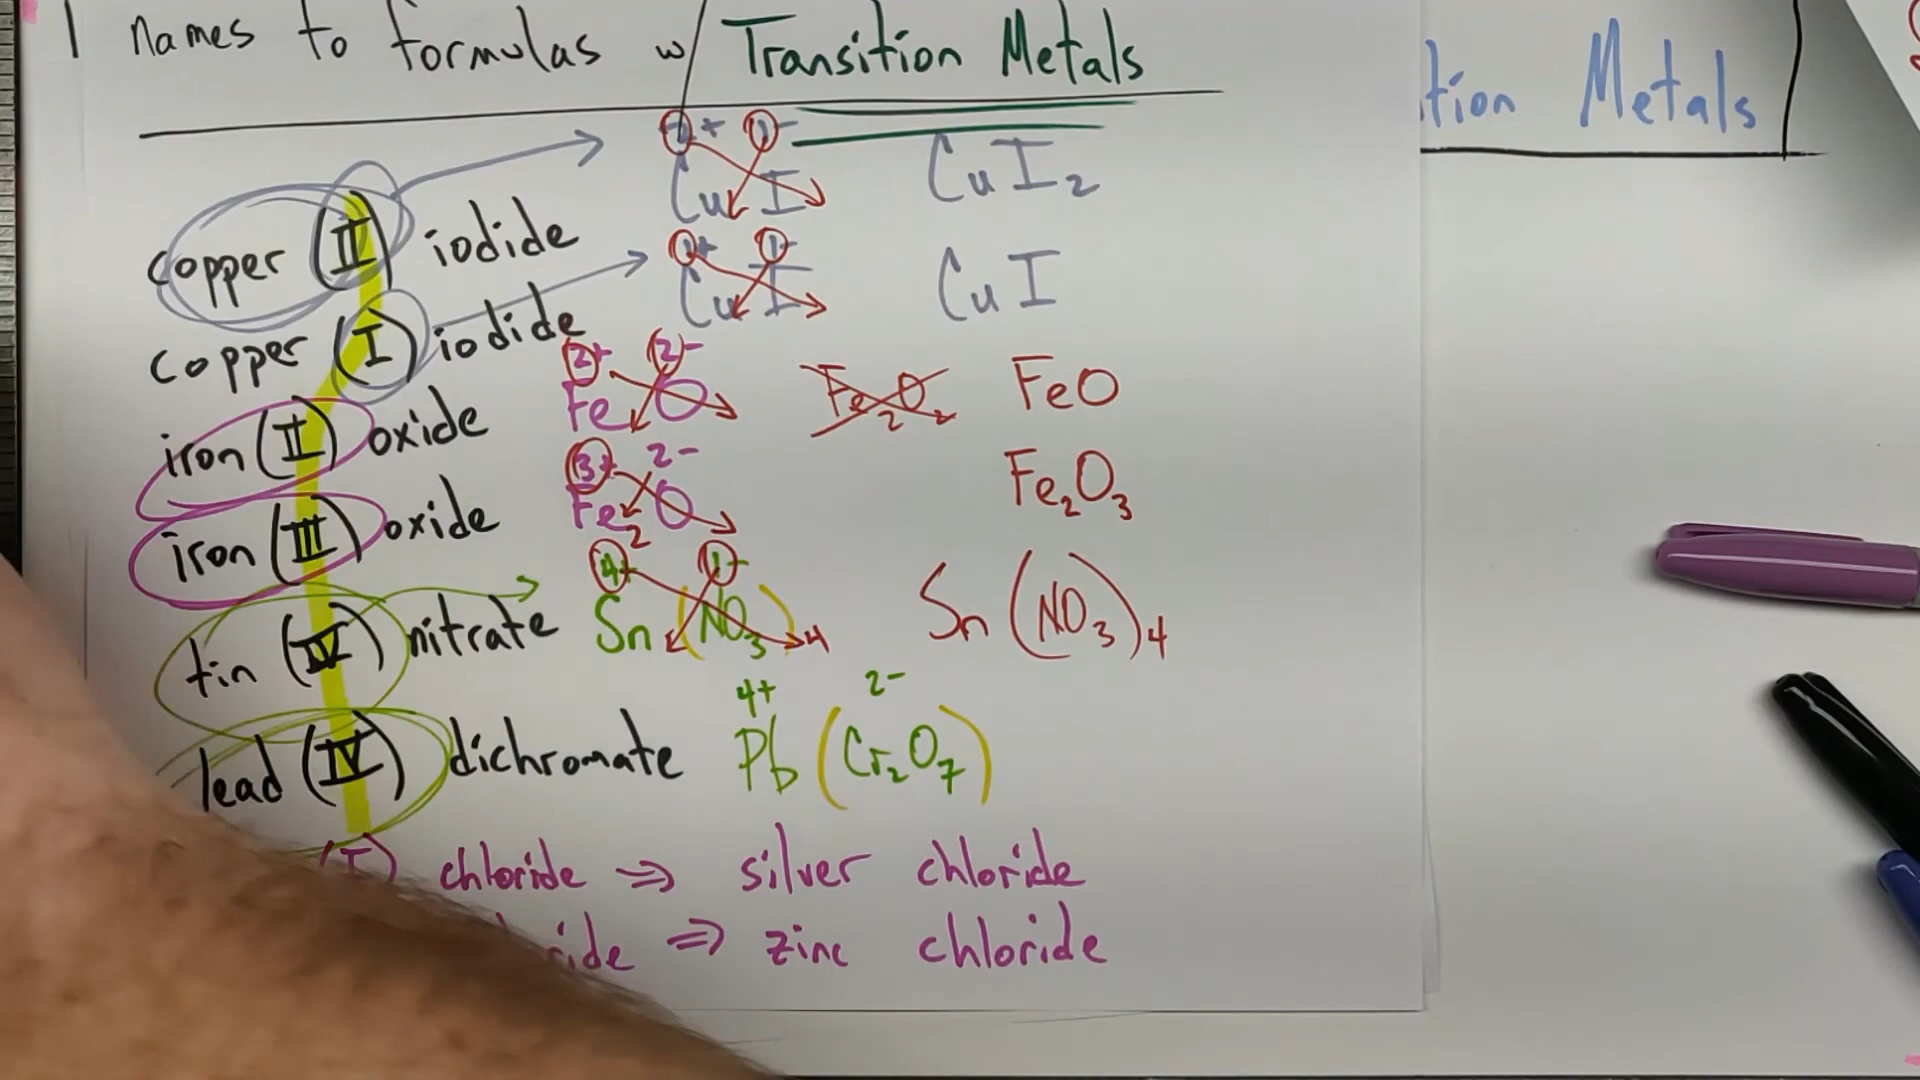 names to formulas w/ Transition Metals
tion Metals
copper (II) iodide 2+ 1- Cu I CuI2
copper (I) iodide 1+ 1- Cu I CuI
iron (II) oxide 2+ 2- Fe O Fe2O2 FeO
iron (III) oxide 3+ 2- Fe2 O Fe2O3
tin (IV) nitrate 4+ 1- Sn (NO3)4 Sn(NO3)4
lead (IV) dichromate 4+ 2- Pb (Cr2O7)
(I) chloride ⇒ silver chloride
ride ⇒ zinc chloride